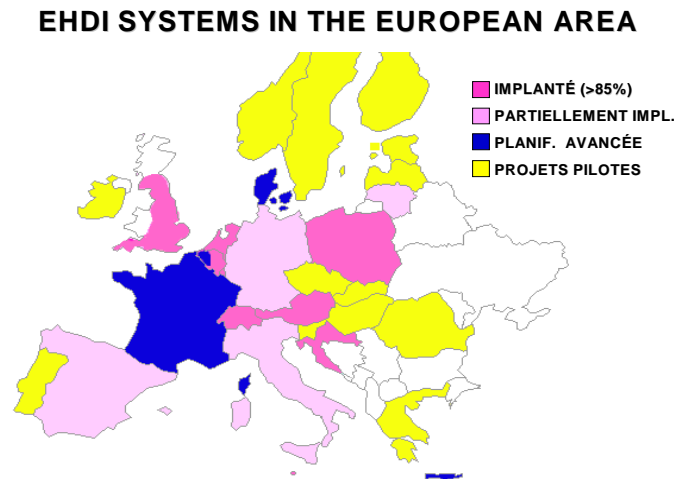 EHDI SYSTEMS IN THE EUROPEAN AREA
IMPLANTÉ (>85%)
PARTIELLEMENT IMPL.
PLANIF. AVANCÉE
PROJETS PILOTES